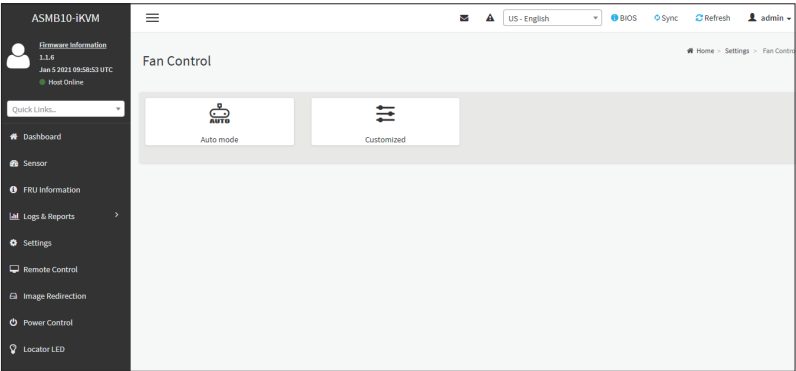 ASMB10-iKVM
US - English
BIOS
Sync
Refresh
admin
Firmware Information
1.1.6
Jan 5 2021 09:58:53 UTC
Host Online
Quick Links...
Dashboard
Sensor
FRU Information
Logs & Reports
Settings
Remote Control
Image Redirection
Power Control
Locator LED
Fan Control
Home > Settings > Fan Contro
AUTO
Auto mode
Customized